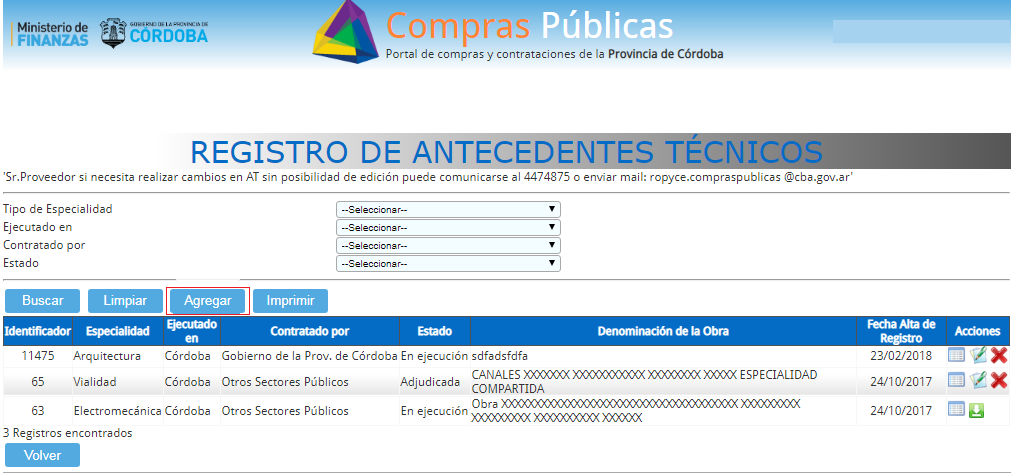 Ministerio de
FINANZAS
GOBIERNO DE LA PROVINCIA DE
CÓRDOBA
Compras Públicas
Portal de compras y contrataciones de la Provincia de Córdoba
REGISTRO DE ANTECEDENTES TÉCNICOS
'Sr.Proveedor si necesita realizar cambios en AT sin posibilidad de edición puede comunicarse al 4474875 o enviar mail: ropyce.compraspublicas @cba.gov.ar'
Tipo de Especialidad --Seleccionar--
Ejecutado en --Seleccionar--
Contratado por --Seleccionar--
Estado --Seleccionar--
Buscar Limpiar Agregar Imprimir
Identificador Especialidad Ejecutado en Contratado por Estado Denominación de la Obra Fecha Alta de Registro Acciones
11475 Arquitectura Córdoba Gobierno de la Prov. de Córdoba En ejecución sdfadsfdfa 23/02/2018
65 Vialidad Córdoba Otros Sectores Públicos Adjudicada CANALES XXXXXXX XXXXXXXXXXX XXXXXXXX XXXXX ESPECIALIDAD COMPARTIDA 24/10/2017
63 Electromecánica Córdoba Otros Sectores Públicos En ejecución Obra XXXXXXXXXXXXXXXXXXXXXXXXXXXXXXXXX XXXXXXXXX XXXXXXXXX XXXXXXXXXX XXXXXX 24/10/2017
3 Registros encontrados
Volver